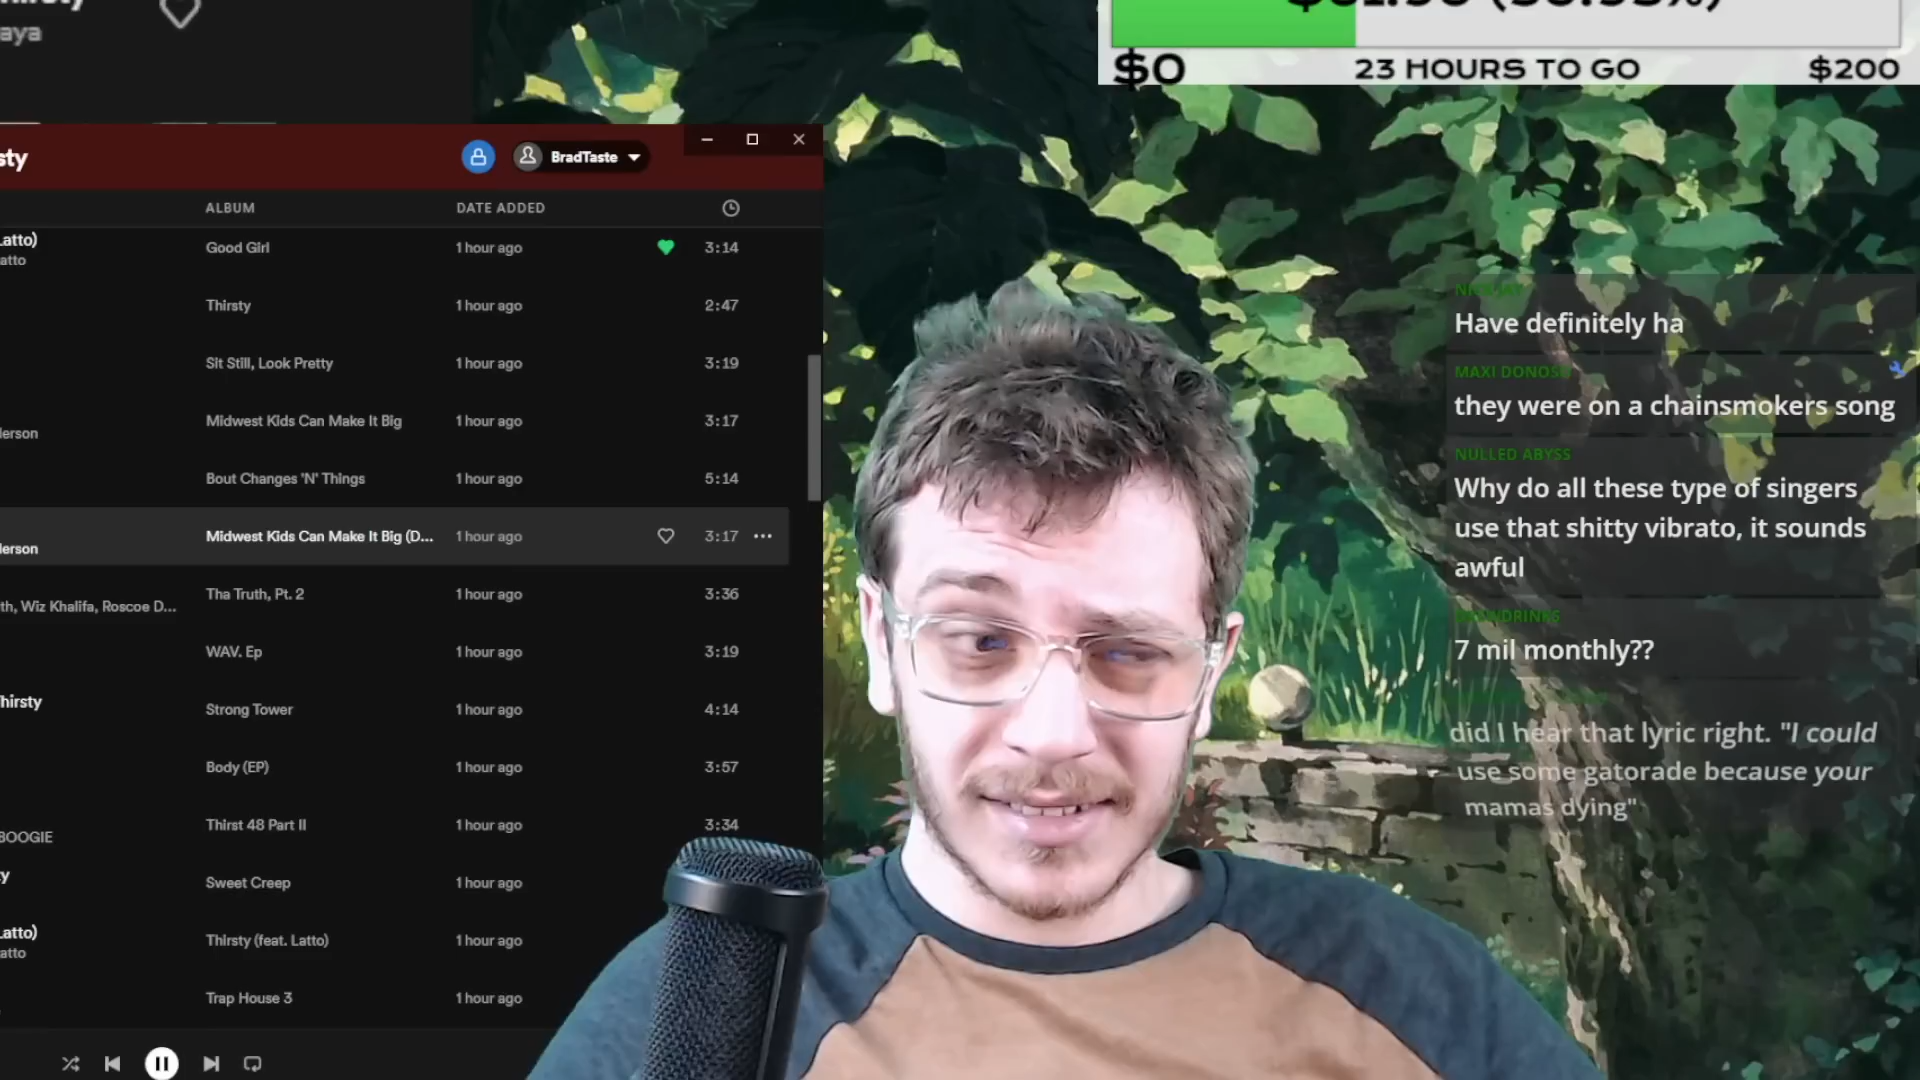 aya
$0
23 HOURS TO GO
$200
sty
BradTaste
ALBUM
DATE ADDED
Latto)
atto
Good Girl
1 hour ago
3:14
Thirsty
1 hour ago
2:47
Sit Still, Look Pretty
1 hour ago
3:19
Midwest Kids Can Make It Big
1 hour ago
3:17
lerson
Bout Changes 'N' Things
1 hour ago
5:14
Midwest Kids Can Make It Big (D...
1 hour ago
3:17
lerson
Tha Truth, Pt. 2
1 hour ago
3:36
th, Wiz Khalifa, Roscoe D...
WAV. Ep
1 hour ago
3:19
hirsty
Strong Tower
1 hour ago
4:14
Body (EP)
1 hour ago
3:57
Thirst 48 Part II
1 hour ago
3:34
BOOGIE
ty
Sweet Creep
1 hour ago
Latto)
atto
Thirsty (feat. Latto)
1 hour ago
Trap House 3
1 hour ago
Have definitely ha
MAXI DONOSO
they were on a chainsmokers song
NULLED ABYSS
Why do all these type of singers
use that shitty vibrato, it sounds
awful
7 mil monthly??
did I hear that lyric right. "I could
use some gatorade because your
mamas dying"